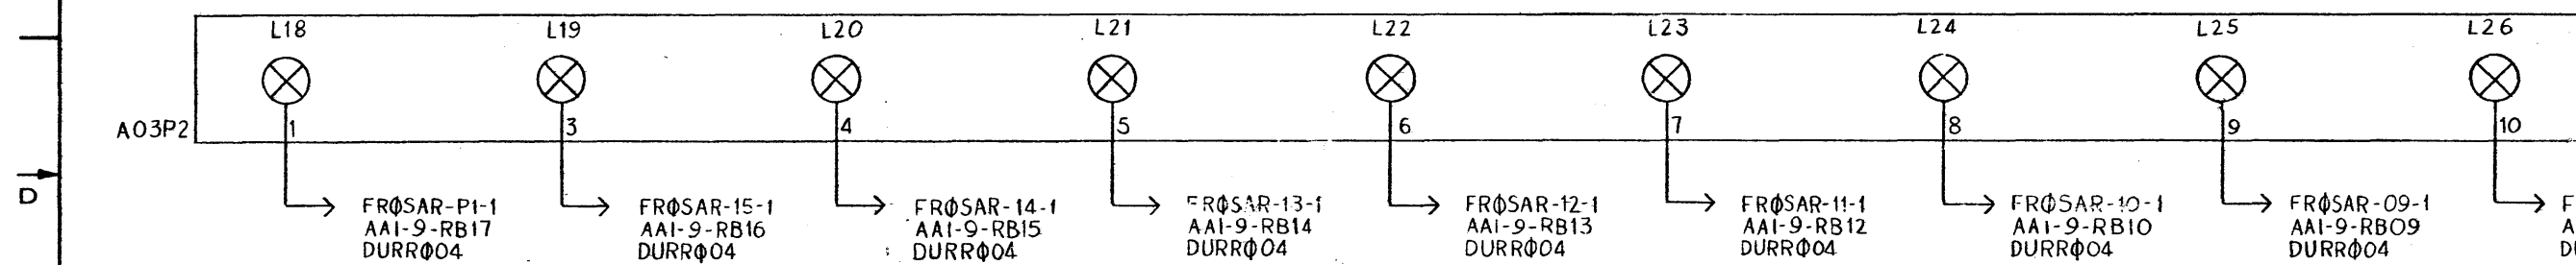 L18 L19 L20 L21 L22 L23 L24 L25 L26
A03P2 1 3 4 5 6 7 8 9 10
D
FRØSAR-P1-1 FRØSAR-15-1 FRØSAR-14-1 FRØSAR-13-1 FRØSAR-12-1 FRØSAR-11-1 FRØSAR-10-1 FRØSAR-09-1
AA1-9-RB17 AA1-9-RB16 AA1-9-RB15 AA1-9-RB14 AA1-9-RB13 AA1-9-RB12 AA1-9-RB10 AA1-9-RB09
DURRØ04 DURRØ04 DURRØ04 DURRØ04 DURRØ04 DURRØ04 DURRØ04 DURRØ04